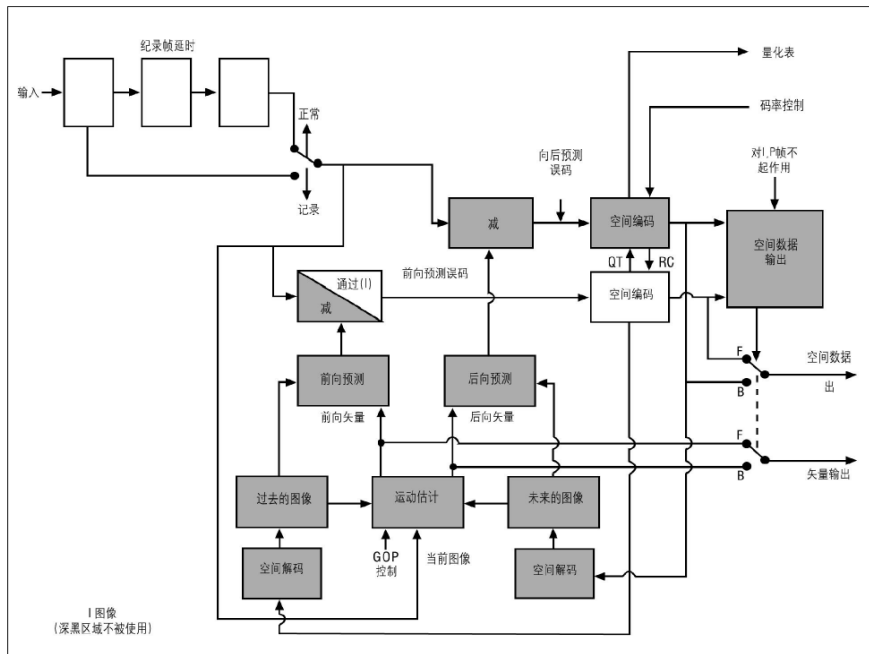 纪录帧延时
量化表
输入
正常
码率控制
向后预测
误码
对I,P帧不
起作用
记录
减
空间编码
空间数据
输出
QT
RC
前向预测误码
通过(I)
减
空间编码
F
空间数据
出
B
前向预测
后向预测
前向矢量
后向矢量
F
矢量输出
B
过去的图像
运动估计
未来的图像
GOP
控制
当前图像
空间解码
空间解码
I图像
(深黑区域不被使用)